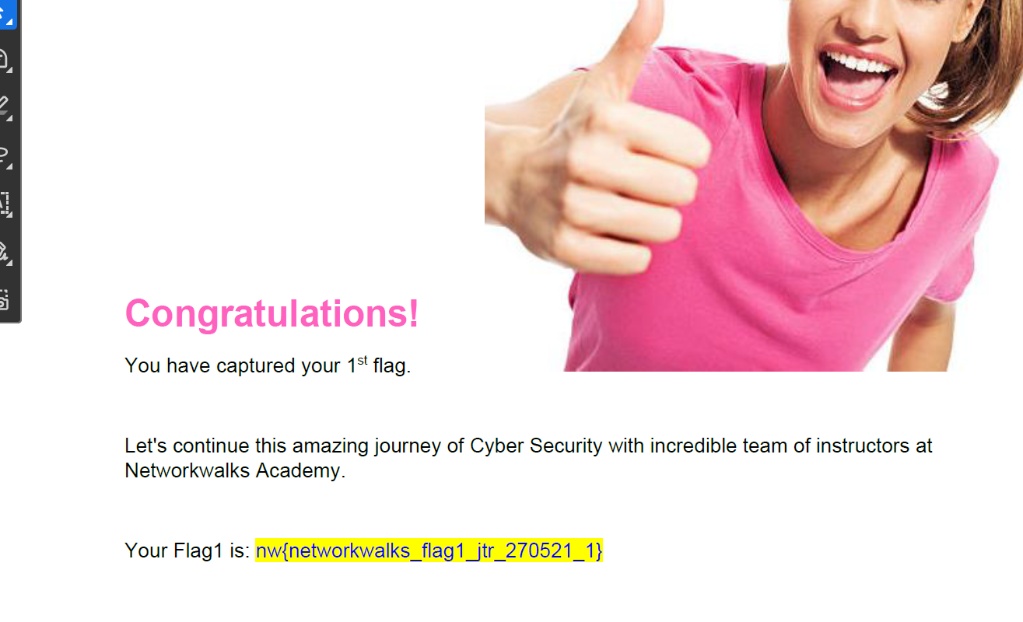 Congratulations!
You have captured your 1st flag.
Let's continue this amazing journey of Cyber Security with incredible team of instructors at
Networkwalks Academy.
Your Flag1 is: nw{networkwalks_flag1_jtr_270521_1}